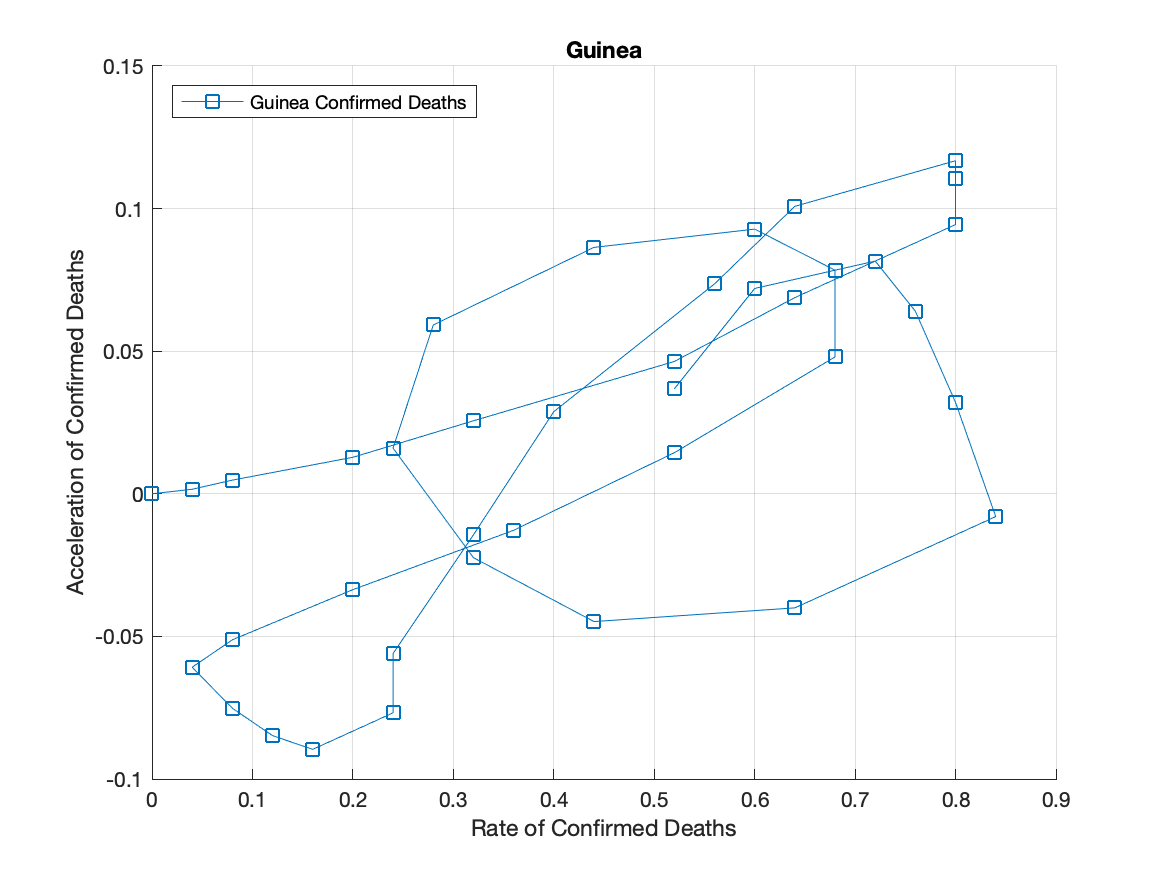 Guinea
Guinea Confirmed Deaths
0.15
0.1
0.05
0
-0.05
-0.1
Acceleration of Confirmed Deaths
0 0.1 0.2 0.3 0.4 0.5 0.6 0.7 0.8 0.9
Rate of Confirmed Deaths